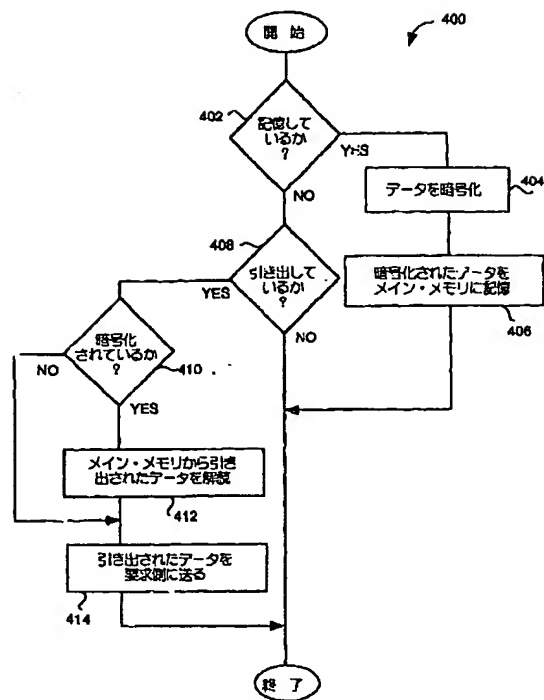 開始
400
402
記憶して
いるか
?
YES
NO
データを暗号化
404
408
引き出して
いるか?
YES
NO
暗号化されたデータを
メイン・メモリに記憶
406
暗号化
されているか
?
410
NO
YES
メイン・メモリから引き
出されたデータを解読
412
引き出されたデータを
要求側に送る
414
終了